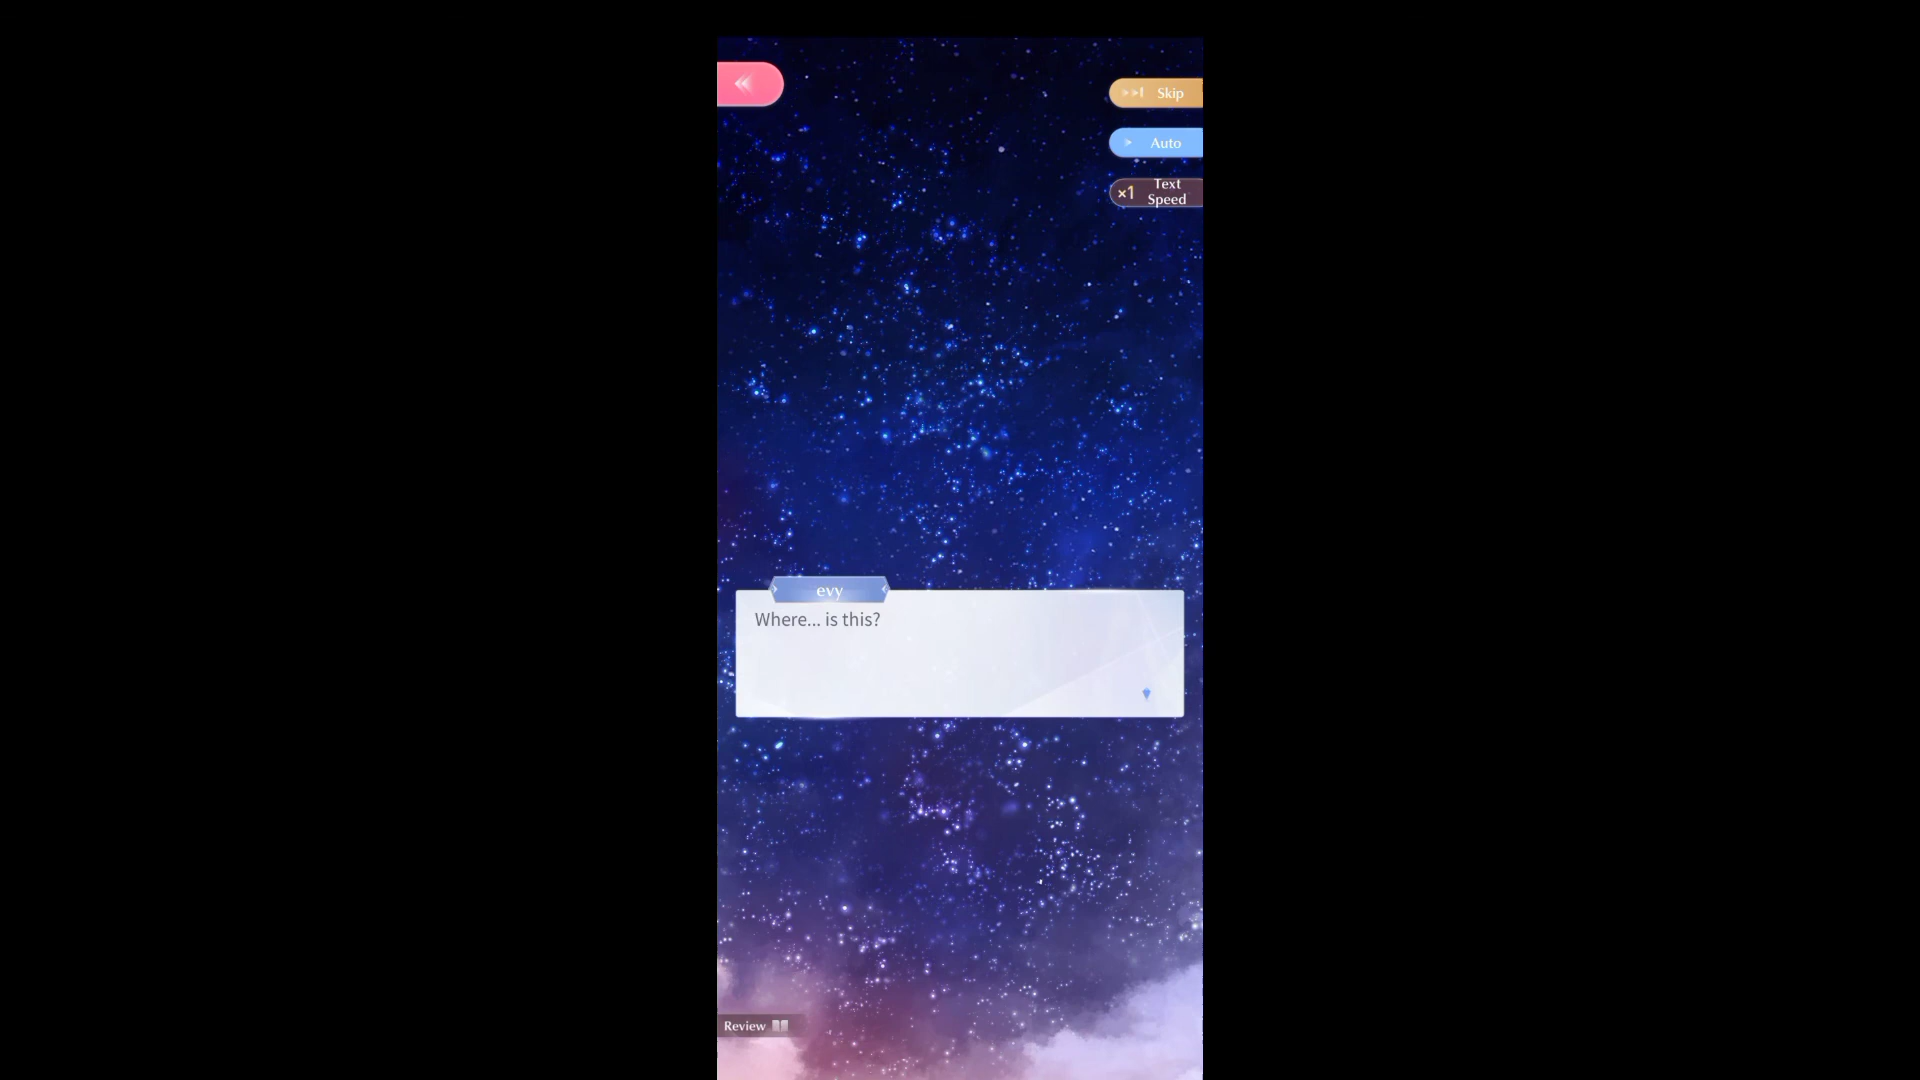 Skip
Auto
×1 Text
Speed
evy
Where... is this?
Review